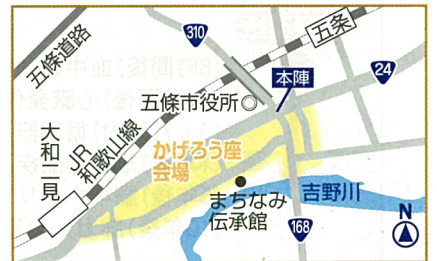 五条道路
310
五条
本陣
24
五條市役所
JR
和歌山線
大和二見
かげろう座
会場
まちなみ
伝承館
吉野川
168
N